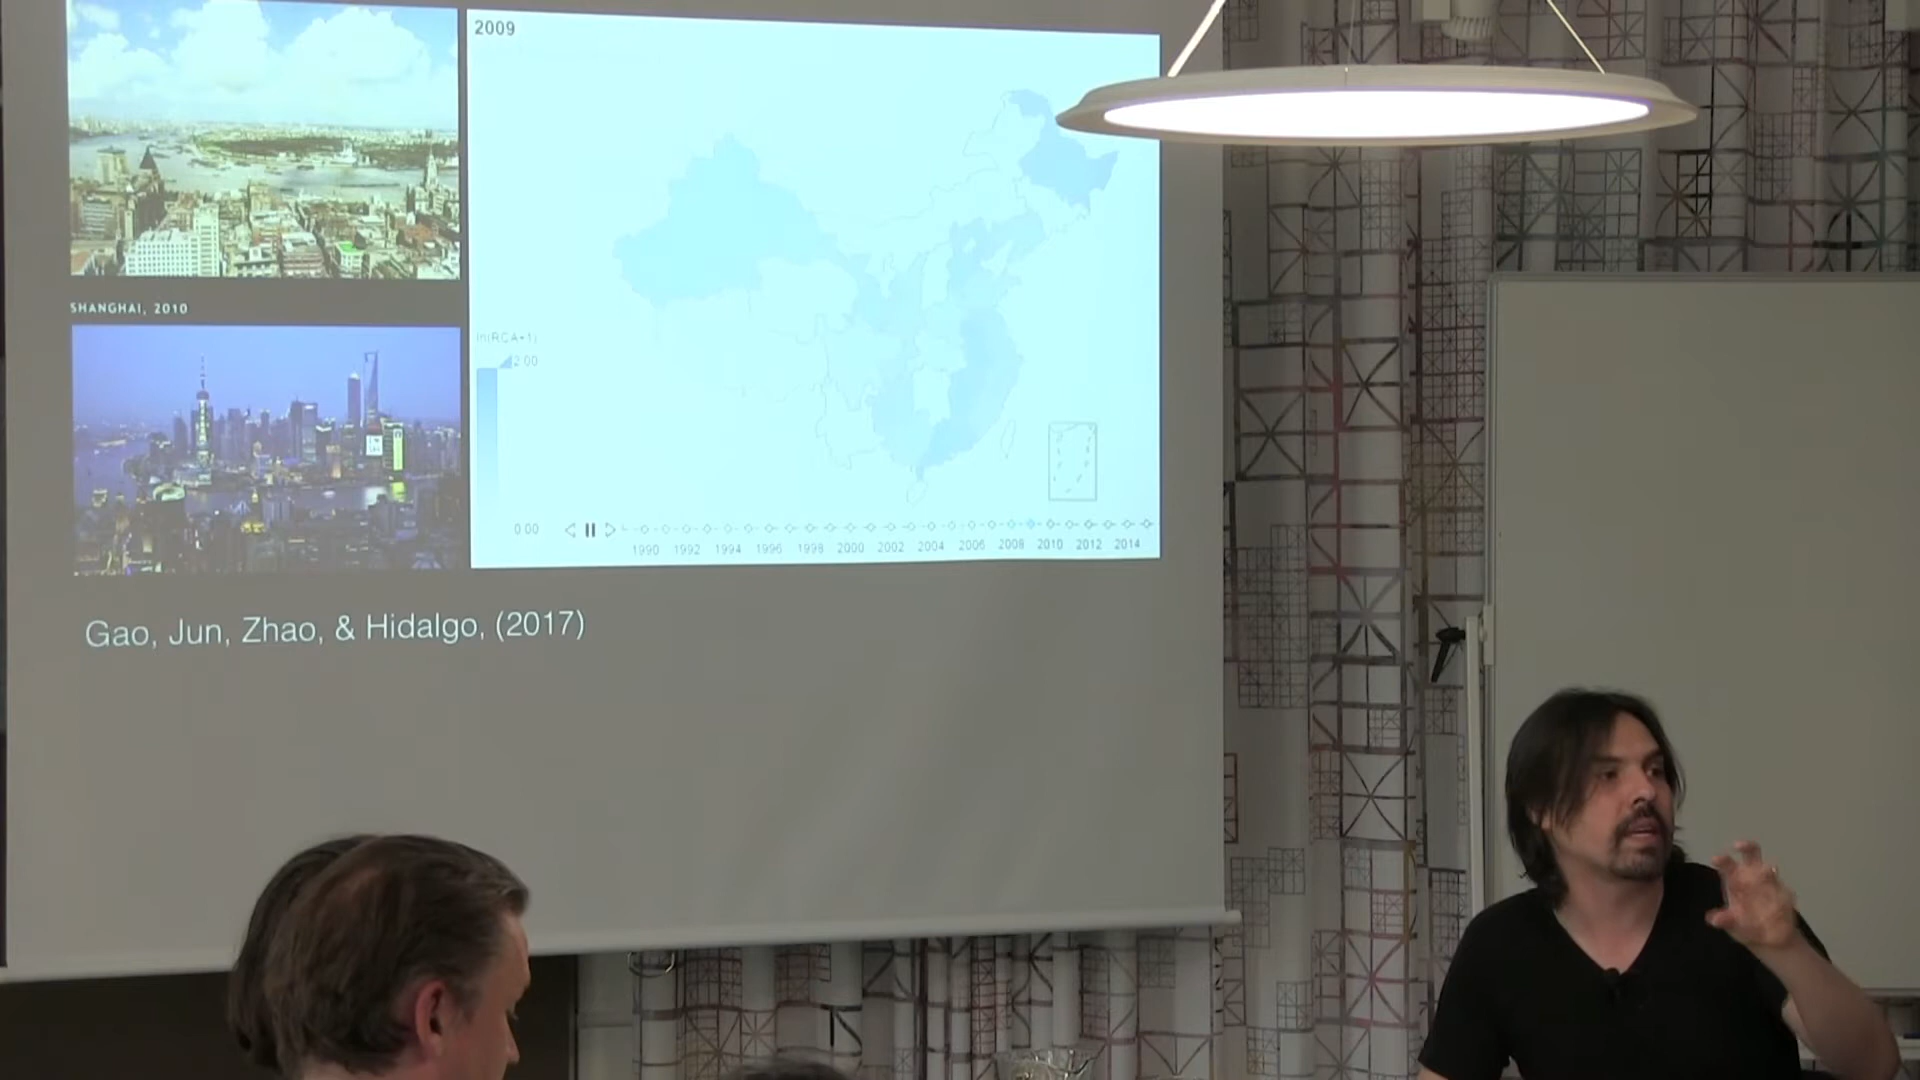 2009
SHANGHAI, 2010
ln(RCA+1)
2.00
0.00
1990 1992 1994 1996 1998 2000 2002 2004 2006 2008 2010 2012 2014
Gao, Jun, Zhao, & Hidalgo, (2017)